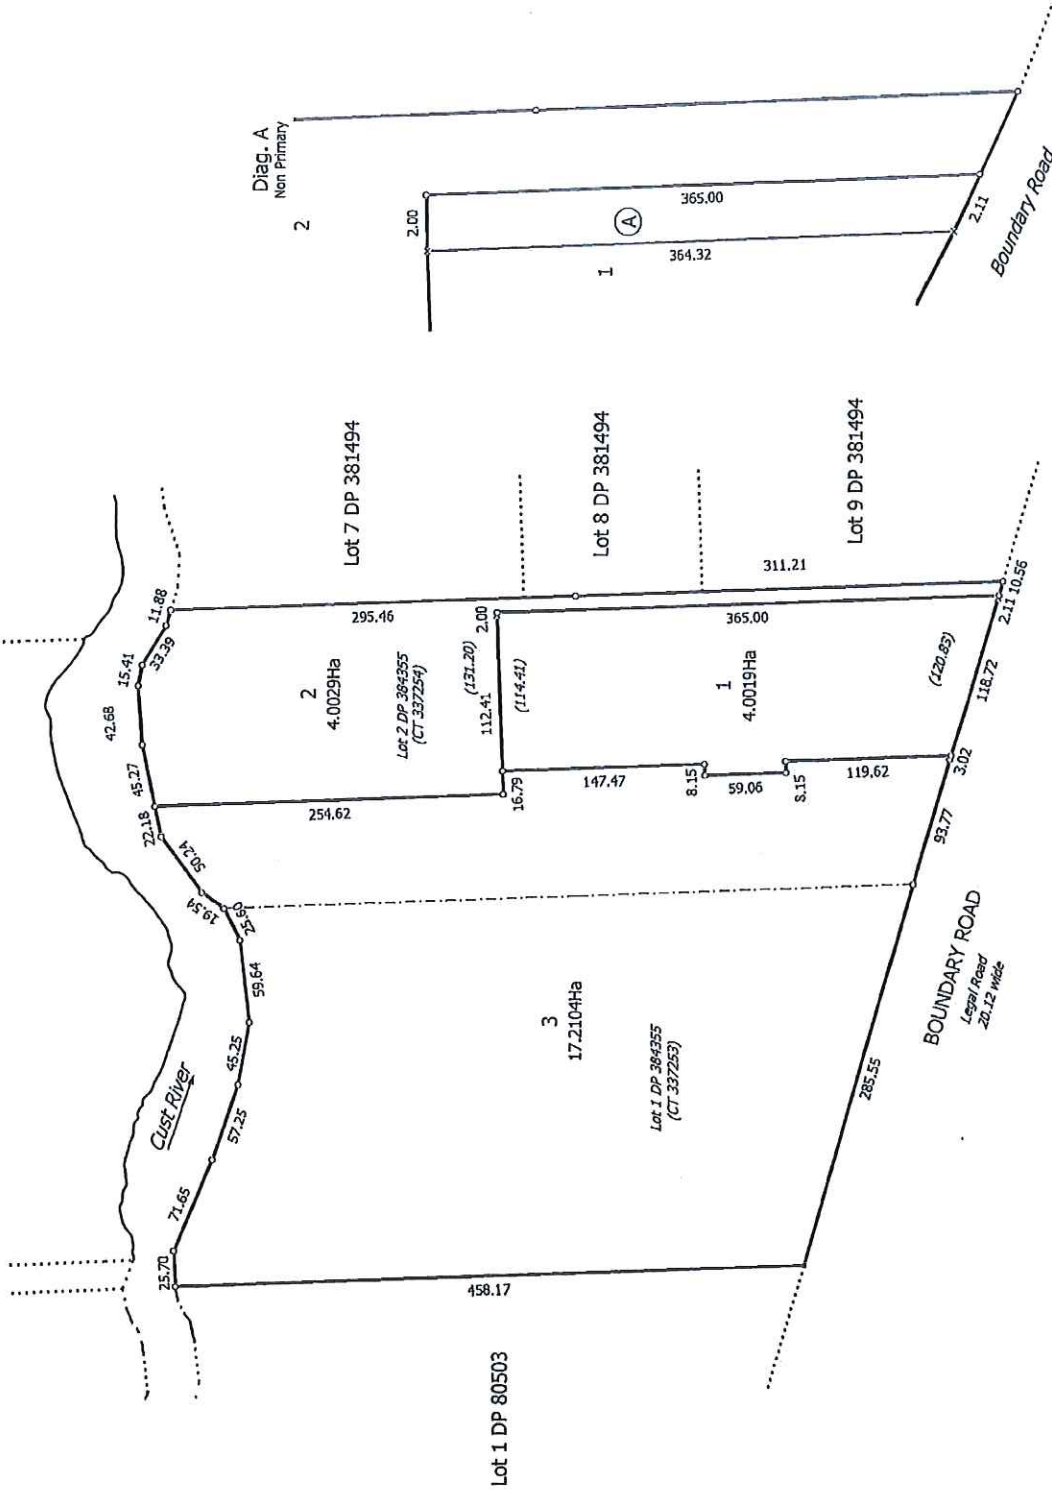 Diag. A
Non Primary
2
2.00
365.00
A
1
364.32
2.11
Boundary Road
Lot 7 DP 381494
Lot 8 DP 381494
Lot 9 DP 381494
Cust River
25.70
71.65
57.25
45.25
59.64
25.60
19.54
50.24
22.18
45.27
42.68
15.41
33.39
11.88
295.46
311.21
2
4.0029Ha
Lot 2 DP 384355
(CT 337254)
(131.20)
2.00
112.41
(114.41)
365.00
254.62
16.79
147.47
8.15
59.06
8.15
119.62
1
4.0019Ha
(120.83)
118.72
2.11
10.56
3.02
93.77
3
17.2104Ha
Lot 1 DP 384355
(CT 337253)
458.17
285.55
BOUNDARY ROAD
Legal Road
20.12 wide
Lot 1 DP 80503